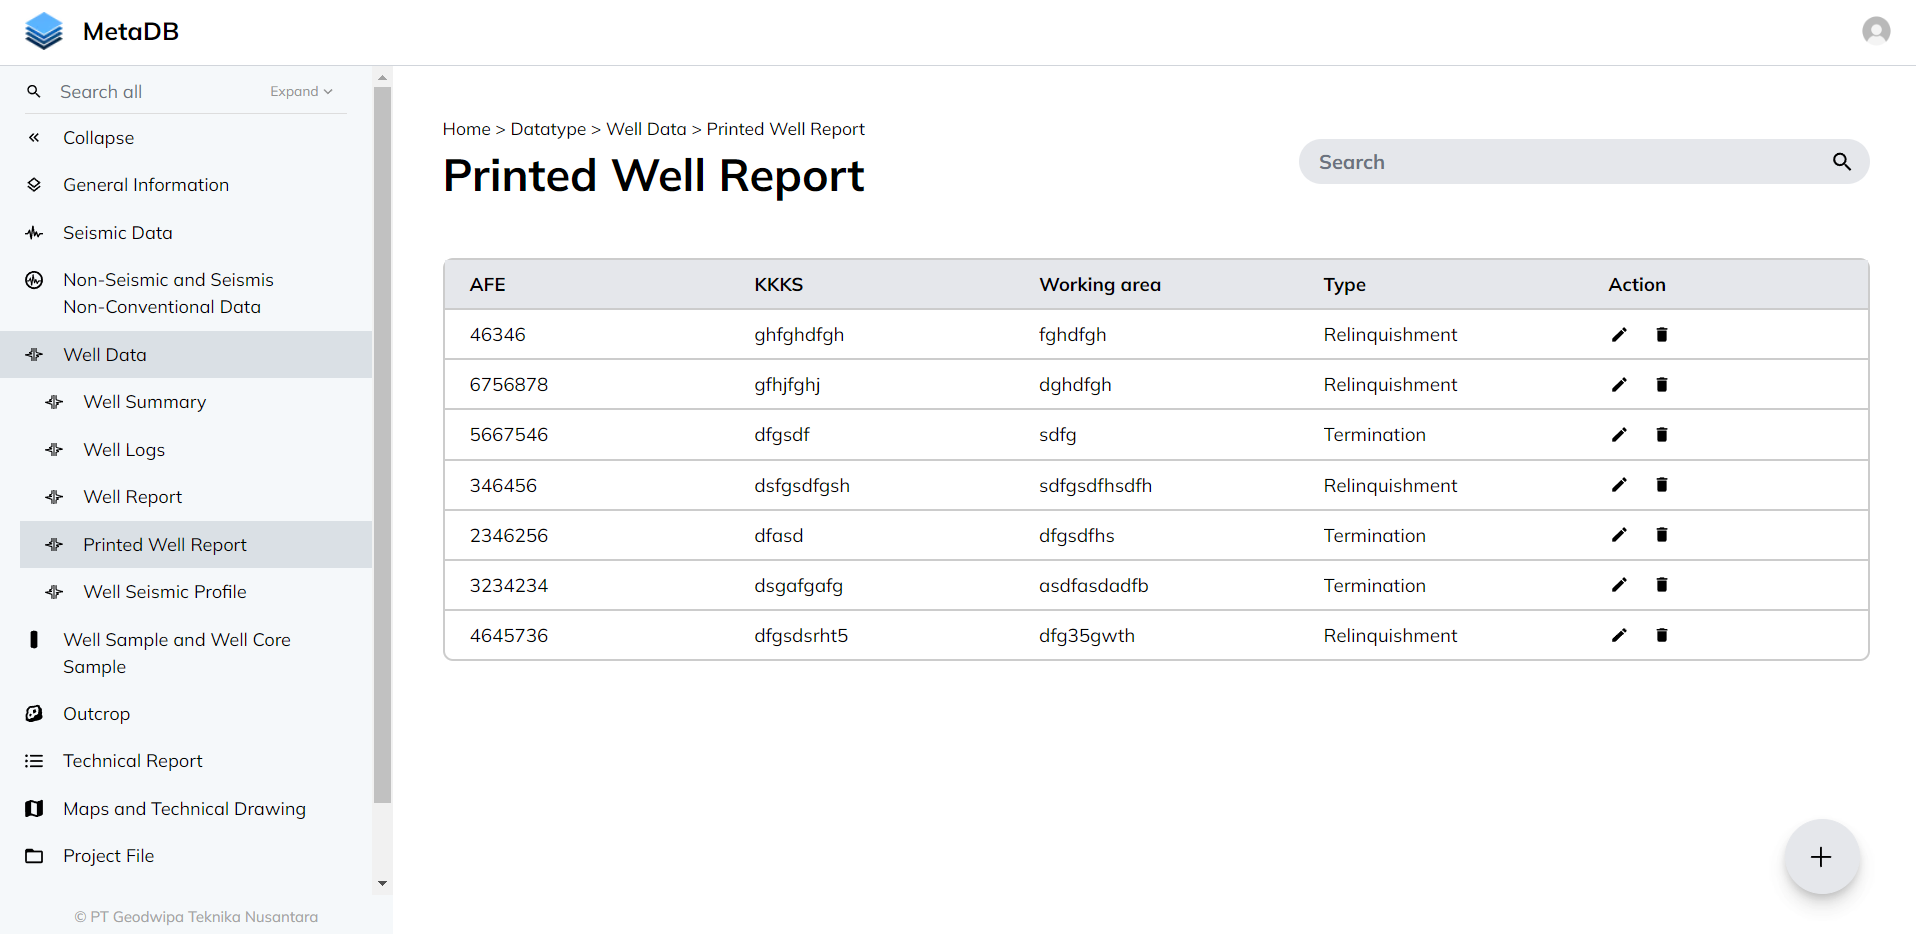 MetaDB
Search all
Expand
Collapse
General Information
Seismic Data
Non-Seismic and Seismis
Non-Conventional Data
Well Data
Well Summary
Well Logs
Well Report
Printed Well Report
Well Seismic Profile
Well Sample and Well Core
Sample
Outcrop
Technical Report
Maps and Technical Drawing
Project File
© PT Geodwipa Teknika Nusantara
Home > Datatype > Well Data > Printed Well Report
Printed Well Report
Search
AFE KKKS Working area Type Action
46346 ghfghdfgh fghdfgh Relinquishment
6756878 gfhjfghj dghdfgh Relinquishment
5667546 dfgsdf sdfg Termination
346456 dsfgsdfgsh sdfgsdfhsdfh Relinquishment
2346256 dfasd dfgsdfhs Termination
3234234 dsgafgafg asdfasdadfb Termination
4645736 dfgsdsrht5 dfg35gwth Relinquishment